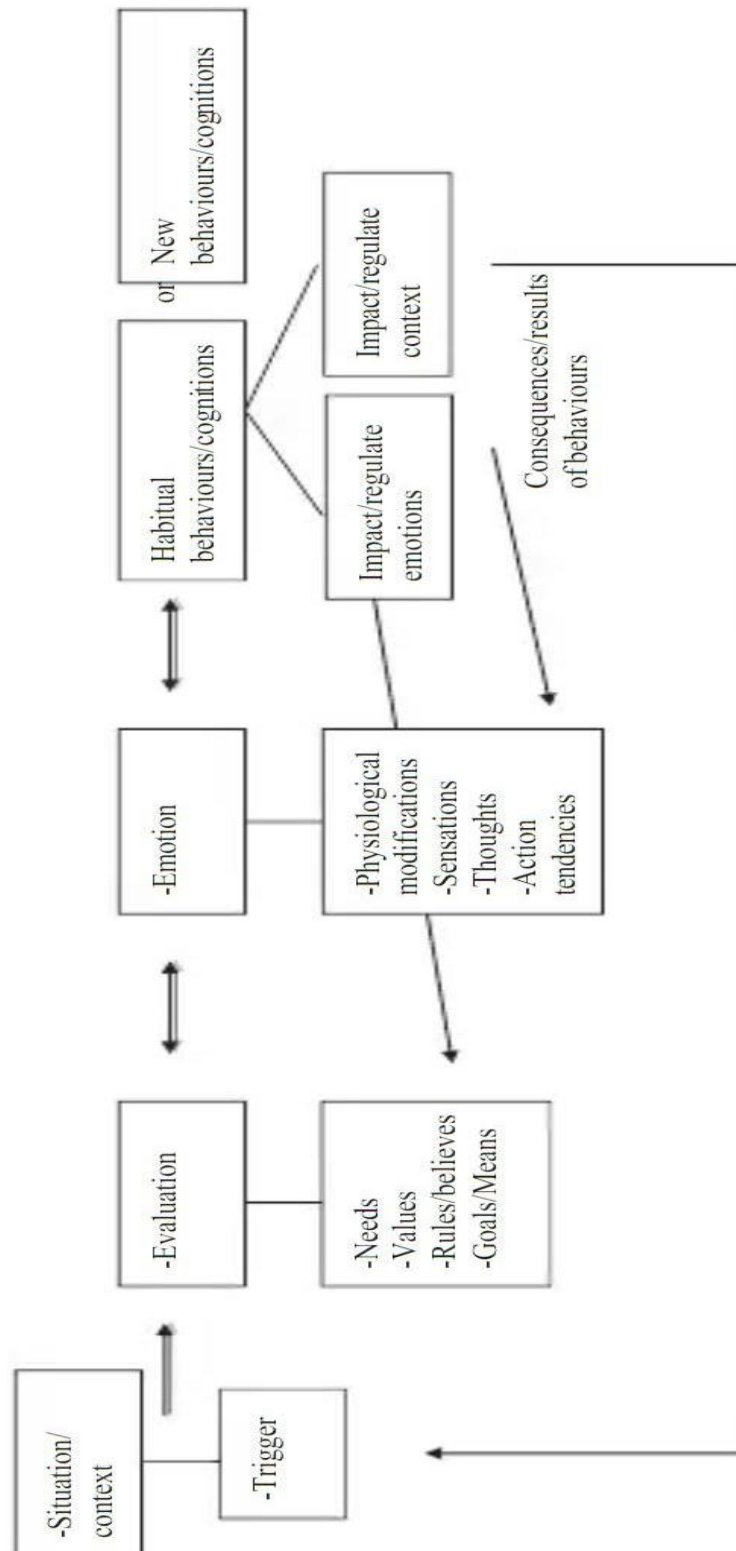 -Situation/
context
-Trigger
-Evaluation
-Needs
-Values
-Rules/believes
-Goals/Means
-Emotion
-Physiological
modifications
-Sensations
-Thoughts
-Action
tendencies
Habitual
behaviours/cognitions
or
New
behaviours/cognitions
Impact/regulate
emotions
Impact/regulate
context
Consequences/results
of behaviours